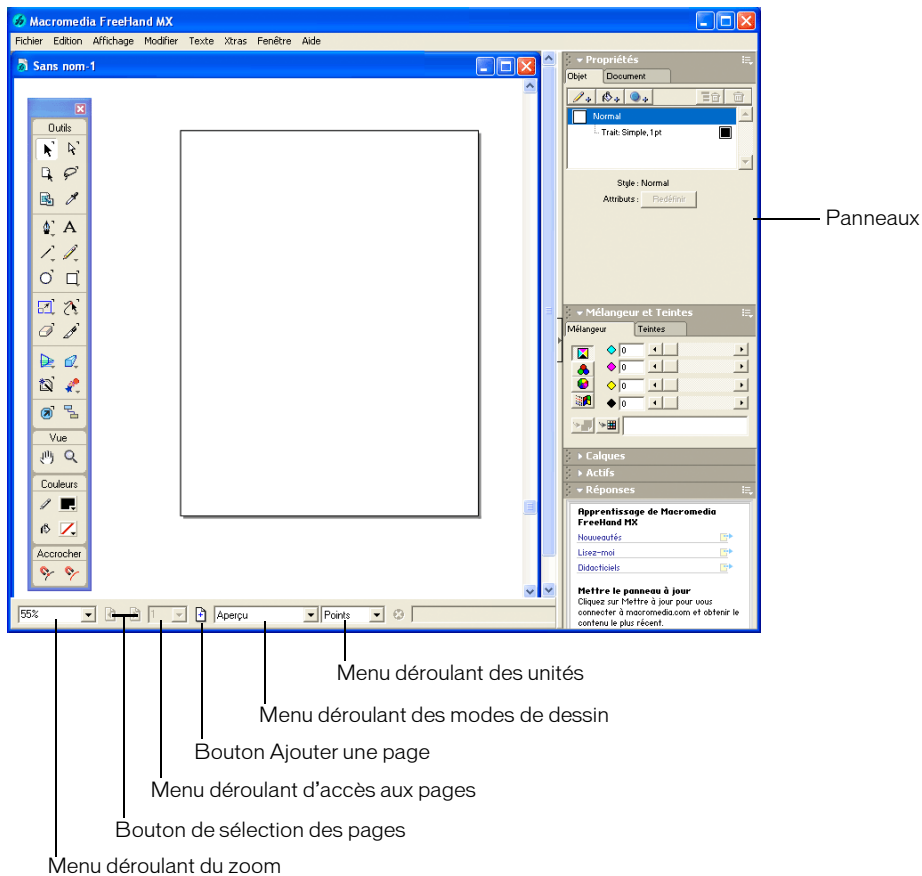 Macromedia FreeHand MX
Fichier Edition Affichage Modifier Texte Xtras Fenêtre Aide
Sans nom-1
Outils
A
Vue
Couleurs
Accrocher
Propriétés
Objet Document
Normal
Trait: Simple, 1 pt
Style : Normal
Attributs : Redéfinir
Mélangeur et Teintes
Mélangeur Teintes
0
0
0
0
Calques
Actifs
Réponses
Apprentissage de Macromedia
FreeHand MX
Nouveautés
Lisez-moi
Didacticiels
Mettre le panneau à jour
Cliquez sur Mettre à jour pour vous
connecter à macromedia.com et obtenir le
contenu le plus récent.
55% 1 Aperçu Points
Panneaux
Menu déroulant des unités
Menu déroulant des modes de dessin
Bouton Ajouter une page
Menu déroulant d'accès aux pages
Bouton de sélection des pages
Menu déroulant du zoom